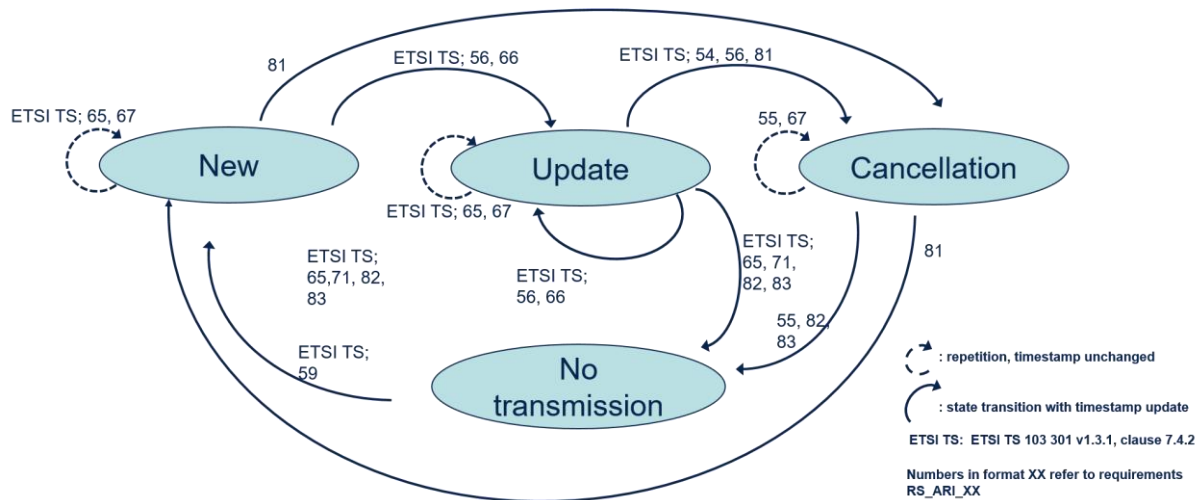 81
ETSI TS; 56, 66
ETSI TS; 54, 56, 81
ETSI TS; 65, 67
55, 67
New
Update
Cancellation
ETSI TS; 65, 67
ETSI TS;
65,71, 82,
83
ETSI TS;
56, 66
ETSI TS;
65, 71,
82, 83
81
55, 82,
83
ETSI TS;
59
No
transmission
: repetition, timestamp unchanged
: state transition with timestamp update
ETSI TS: ETSI TS 103 301 v1.3.1, clause 7.4.2
Numbers in format XX refer to requirements
RS_ARI_XX